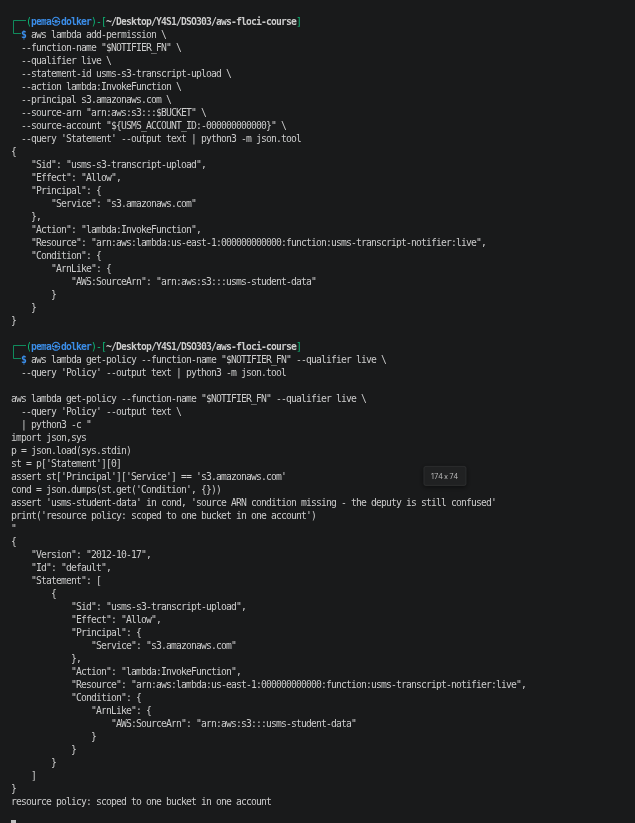 ┌──(pema㉿dolker)-[~/Desktop/Y4S1/DSO303/aws-floci-course]
└─$ aws lambda add-permission \
  --function-name "$NOTIFIER_FN" \
  --qualifier live \
  --statement-id usms-s3-transcript-upload \
  --action lambda:InvokeFunction \
  --principal s3.amazonaws.com \
  --source-arn "arn:aws:s3:::$BUCKET" \
  --source-account "${USMS_ACCOUNT_ID:-000000000000}" \
  --query 'Statement' --output text | python3 -m json.tool
{
    "Sid": "usms-s3-transcript-upload",
    "Effect": "Allow",
    "Principal": {
        "Service": "s3.amazonaws.com"
    },
    "Action": "lambda:InvokeFunction",
    "Resource": "arn:aws:lambda:us-east-1:000000000000:function:usms-transcript-notifier:live",
    "Condition": {
        "ArnLike": {
            "AWS:SourceArn": "arn:aws:s3:::usms-student-data"
        }
    }
}
┌──(pema㉿dolker)-[~/Desktop/Y4S1/DSO303/aws-floci-course]
└─$ aws lambda get-policy --function-name "$NOTIFIER_FN" --qualifier live \
  --query 'Policy' --output text | python3 -m json.tool

aws lambda get-policy --function-name "$NOTIFIER_FN" --qualifier live \
  --query 'Policy' --output text \
  | python3 -c "
import json,sys
p = json.load(sys.stdin)
st = p['Statement'][0]
assert st['Principal']['Service'] == 's3.amazonaws.com'
174 x 74
cond = json.dumps(st.get('Condition', {}))
assert 'usms-student-data' in cond, 'source ARN condition missing - the deputy is still confused'
print('resource policy: scoped to one bucket in one account')
"
{
    "Version": "2012-10-17",
    "Id": "default",
    "Statement": [
        {
            "Sid": "usms-s3-transcript-upload",
            "Effect": "Allow",
            "Principal": {
                "Service": "s3.amazonaws.com"
            },
            "Action": "lambda:InvokeFunction",
            "Resource": "arn:aws:lambda:us-east-1:000000000000:function:usms-transcript-notifier:live",
            "Condition": {
                "ArnLike": {
                    "AWS:SourceArn": "arn:aws:s3:::usms-student-data"
                }
            }
        }
    ]
}
resource policy: scoped to one bucket in one account